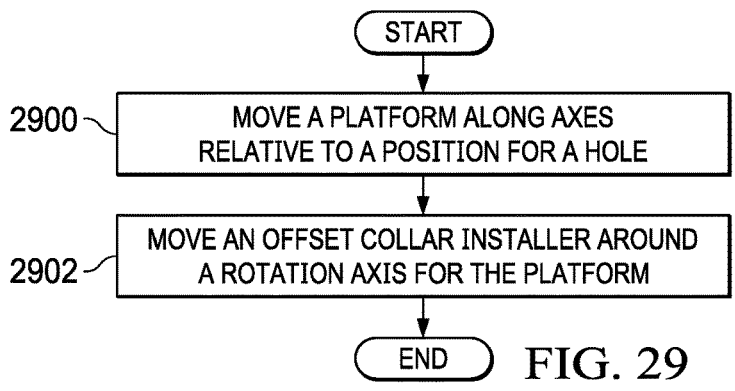 START
2900
MOVE A PLATFORM ALONG AXES
RELATIVE TO A POSITION FOR A HOLE
2902
MOVE AN OFFSET COLLAR INSTALLER AROUND
A ROTATION AXIS FOR THE PLATFORM
END
FIG. 29